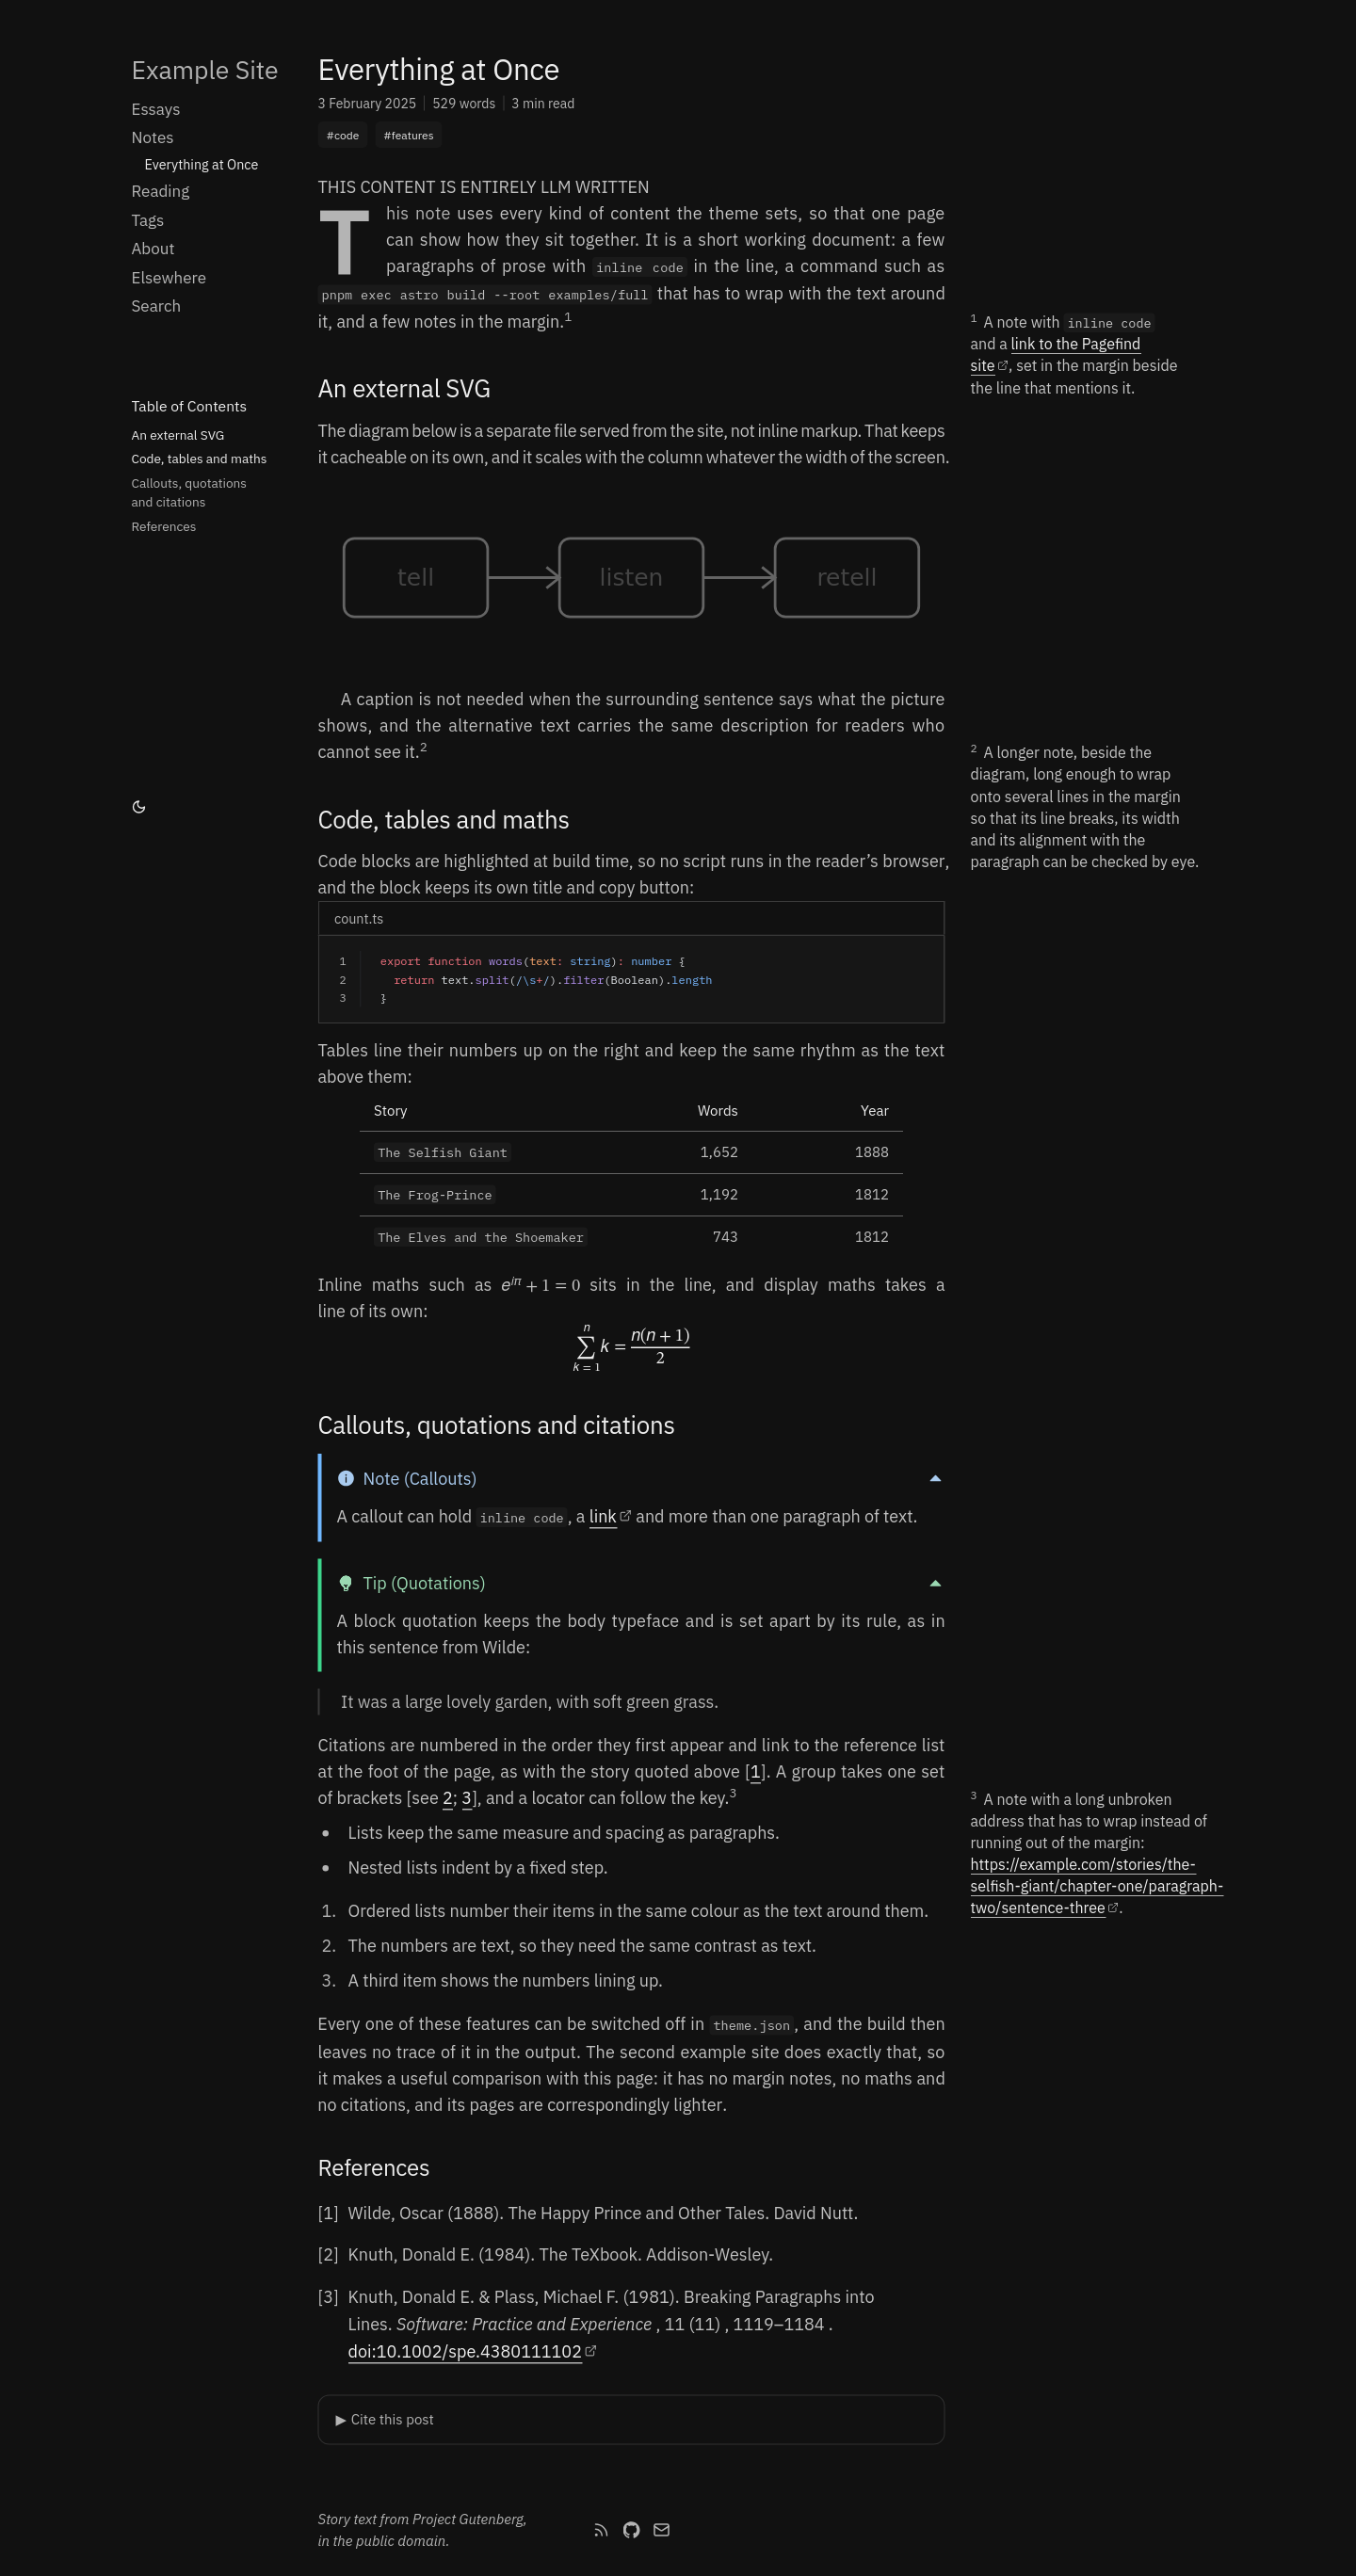 Example Site
Essays
Notes
Everything at Once
Reading
Tags
About
Elsewhere
Search
Table of Contents
An external SVG
Code, tables and maths
Callouts, quotations
and citations
References
Everything at Once
3 February 2025 | 529 words | 3 min read
#code #features
THIS CONTENT IS ENTIRELY LLM WRITTEN
This note uses every kind of content the theme sets, so that one page
can show how they sit together. It is a short working document: a few
paragraphs of prose with inline code in the line, a command such as
pnpm exec astro build --root examples/full that has to wrap with the text around
it, and a few notes in the margin.1
1 A note with inline code
and a link to the Pagefind
site, set in the margin beside
the line that mentions it.
An external SVG
The diagram below is a separate file served from the site, not inline markup. That keeps
it cacheable on its own, and it scales with the column whatever the width of the screen.
tell listen retell
A caption is not needed when the surrounding sentence says what the picture
shows, and the alternative text carries the same description for readers who
cannot see it.2
2 A longer note, beside the
diagram, long enough to wrap
onto several lines in the margin
so that its line breaks, its width
and its alignment with the
paragraph can be checked by eye.
Code, tables and maths
Code blocks are highlighted at build time, so no script runs in the reader’s browser,
and the block keeps its own title and copy button:
count.ts
1 export function words(text: string): number {
2 return text.split(/\s+/).filter(Boolean).length
3 }
Tables line their numbers up on the right and keep the same rhythm as the text
above them:
Story Words Year
The Selfish Giant 1,652 1888
The Frog-Prince 1,192 1812
The Elves and the Shoemaker 743 1812
Inline maths such as e^{iπ} + 1 = 0 sits in the line, and display maths takes a
line of its own:
∑_{k = 1}^{n} k = n(n + 1) / 2
Callouts, quotations and citations
Note (Callouts)
A callout can hold inline code, a link and more than one paragraph of text.
Tip (Quotations)
A block quotation keeps the body typeface and is set apart by its rule, as in
this sentence from Wilde:
It was a large lovely garden, with soft green grass.
Citations are numbered in the order they first appear and link to the reference list
at the foot of the page, as with the story quoted above [1]. A group takes one set
of brackets [see 2; 3], and a locator can follow the key.3
3 A note with a long unbroken
address that has to wrap instead of
running out of the margin:
https://example.com/stories/the-
selfish-giant/chapter-one/paragraph-
two/sentence-three.
• Lists keep the same measure and spacing as paragraphs.
• Nested lists indent by a fixed step.
1. Ordered lists number their items in the same colour as the text around them.
2. The numbers are text, so they need the same contrast as text.
3. A third item shows the numbers lining up.
Every one of these features can be switched off in theme.json, and the build then
leaves no trace of it in the output. The second example site does exactly that, so
it makes a useful comparison with this page: it has no margin notes, no maths and
no citations, and its pages are correspondingly lighter.
References
[1] Wilde, Oscar (1888). The Happy Prince and Other Tales. David Nutt.
[2] Knuth, Donald E. (1984). The TeXbook. Addison-Wesley.
[3] Knuth, Donald E. & Plass, Michael F. (1981). Breaking Paragraphs into
Lines. Software: Practice and Experience , 11 (11) , 1119–1184 .
doi:10.1002/spe.4380111102
▶ Cite this post
Story text from Project Gutenberg,
in the public domain.